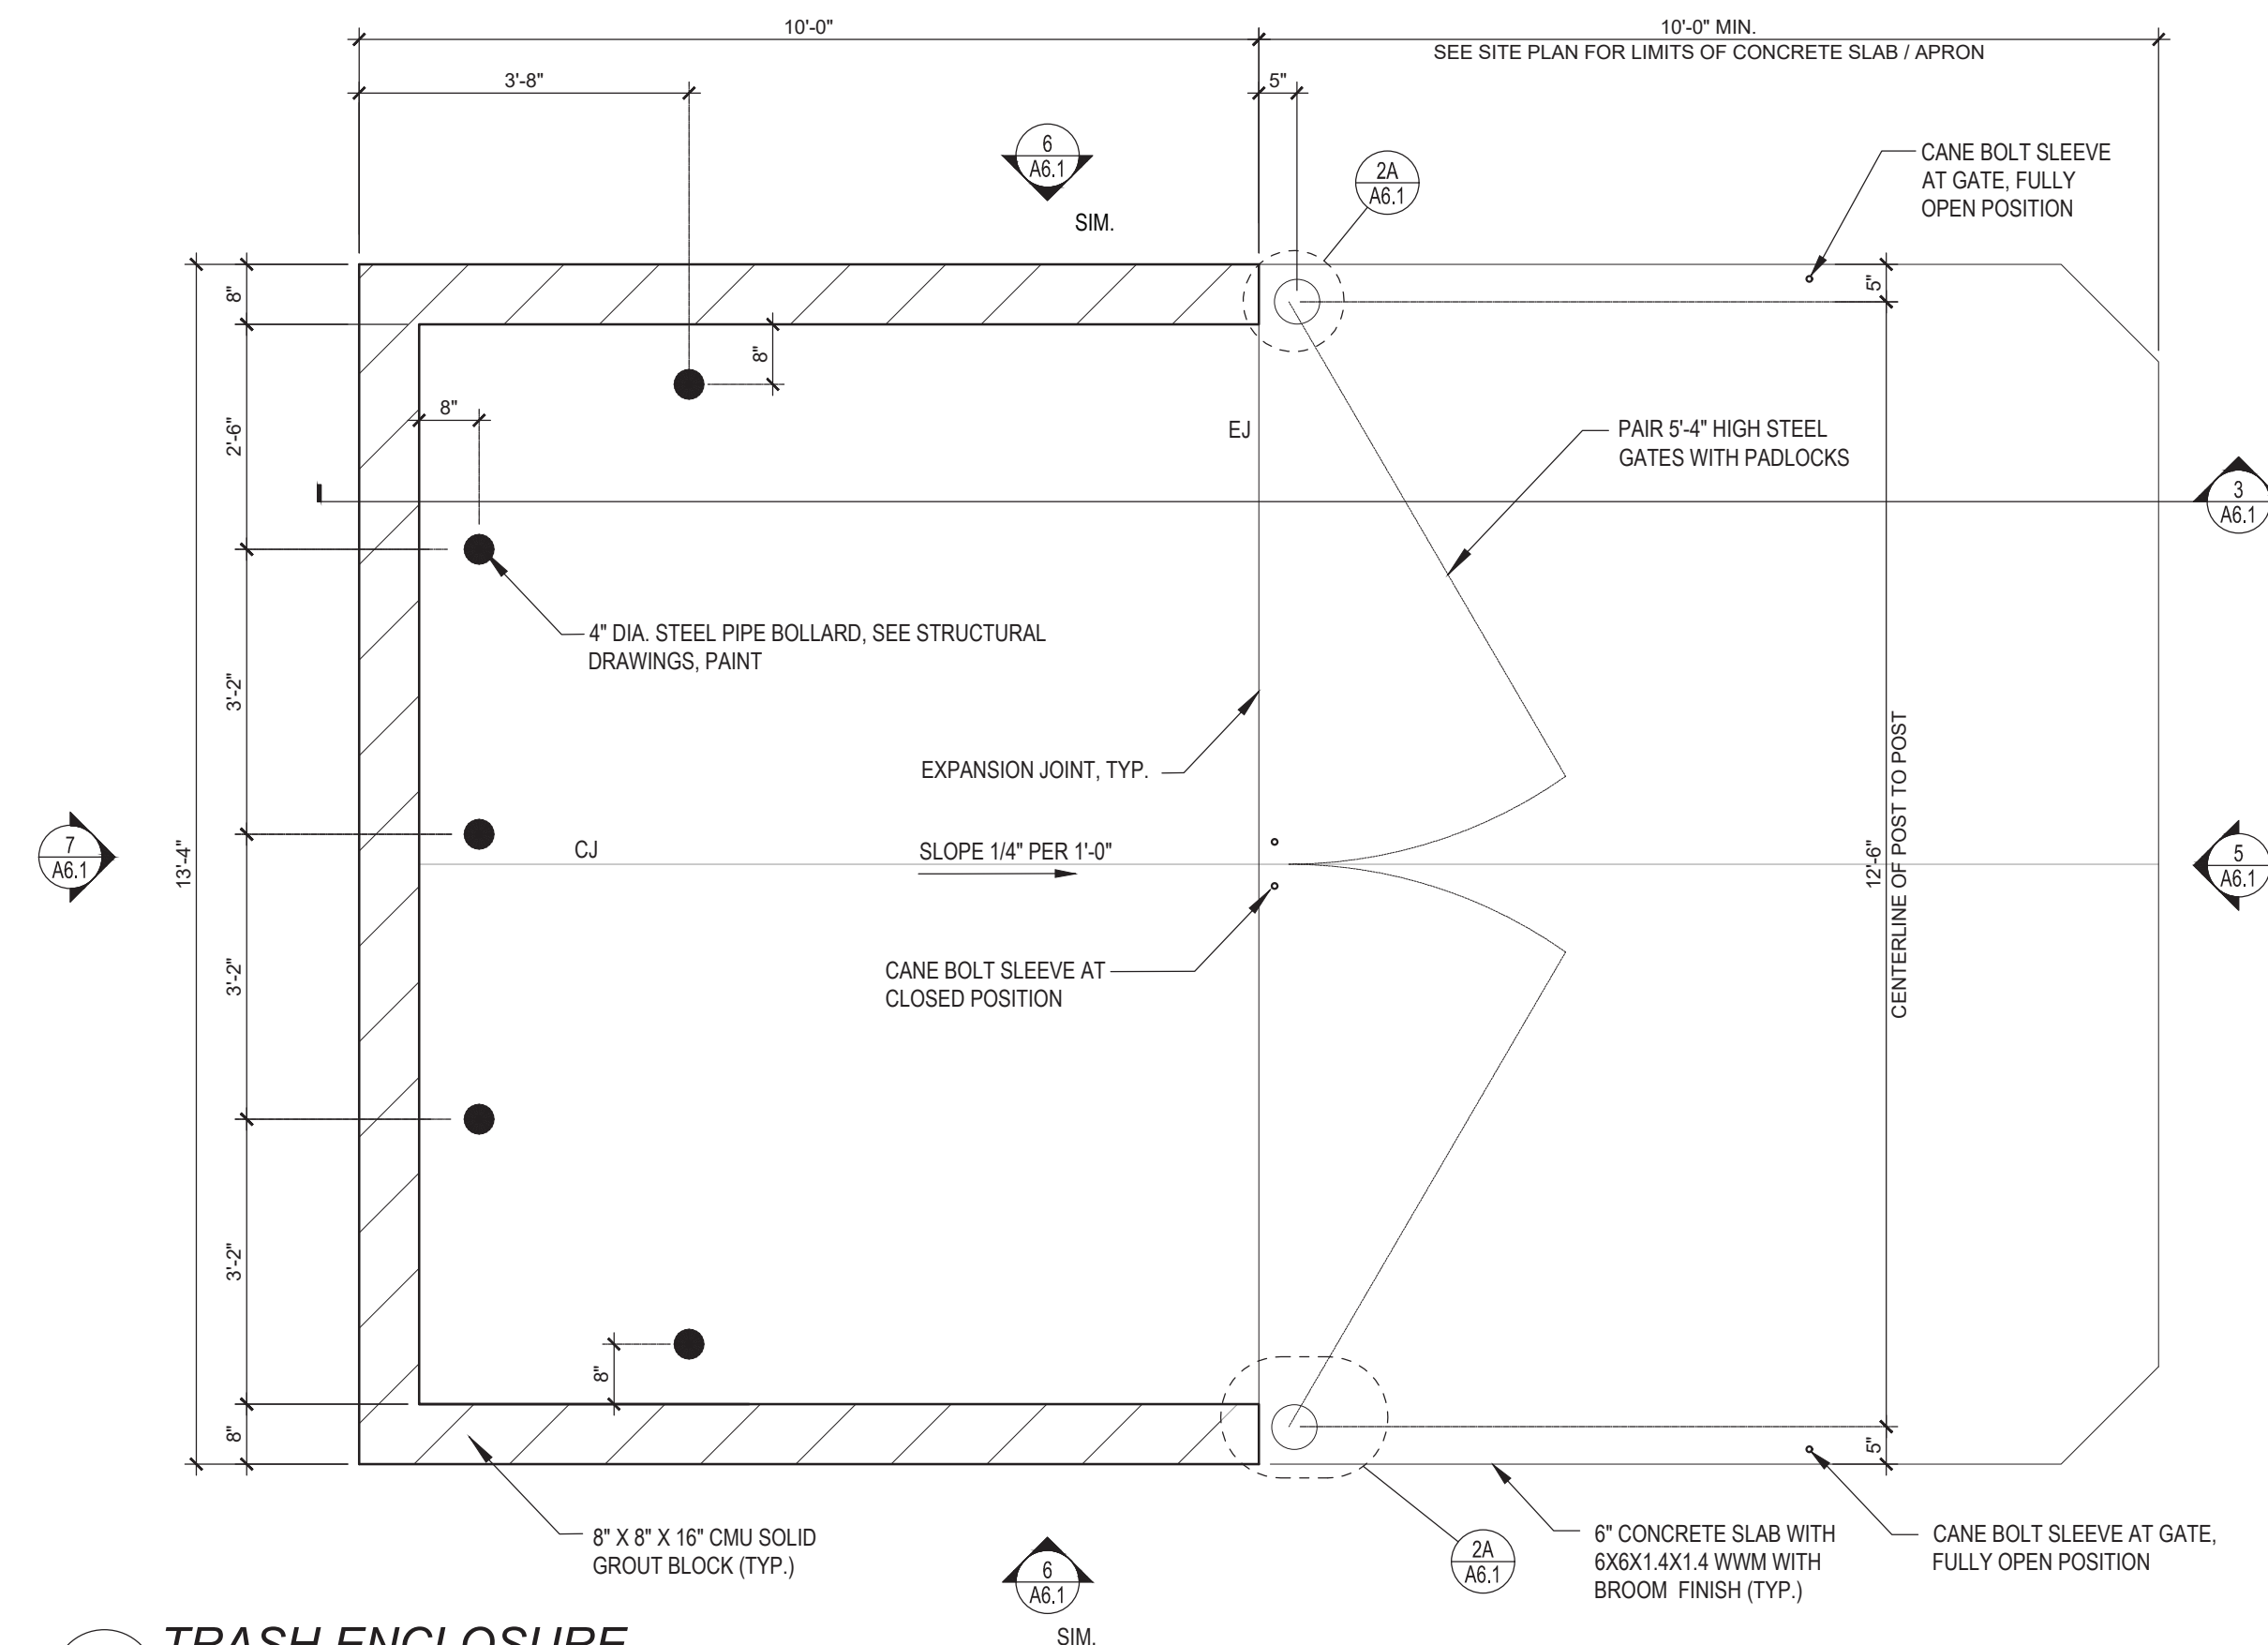 10'-0"
10'-0" MIN.
SEE SITE PLAN FOR LIMITS OF CONCRETE SLAB / APRON
3'-8"
5"
6
A6.1
SIM.
2A
A6.1
CANE BOLT SLEEVE
AT GATE, FULLY
OPEN POSITION
8"
5"
8"
8"
2'-6"
EJ
PAIR 5'-4" HIGH STEEL
GATES WITH PADLOCKS
3
A6.1
4" DIA. STEEL PIPE BOLLARD, SEE STRUCTURAL
DRAWINGS, PAINT
3'-2"
EXPANSION JOINT, TYP.
CENTERLINE OF POST TO POST
12'-6"
7
A6.1
13'-4"
CJ
SLOPE 1/4" PER 1'-0"
5
A6.1
CANE BOLT SLEEVE AT
CLOSED POSITION
3'-2"
3'-2"
8"
8"
5"
8" X 8" X 16" CMU SOLID
GROUT BLOCK (TYP.)
6
A6.1
SIM.
2A
A6.1
6" CONCRETE SLAB WITH
6X6X1.4X1.4 WWM WITH
BROOM FINISH (TYP.)
CANE BOLT SLEEVE AT GATE,
FULLY OPEN POSITION
TRASH ENCLOSURE